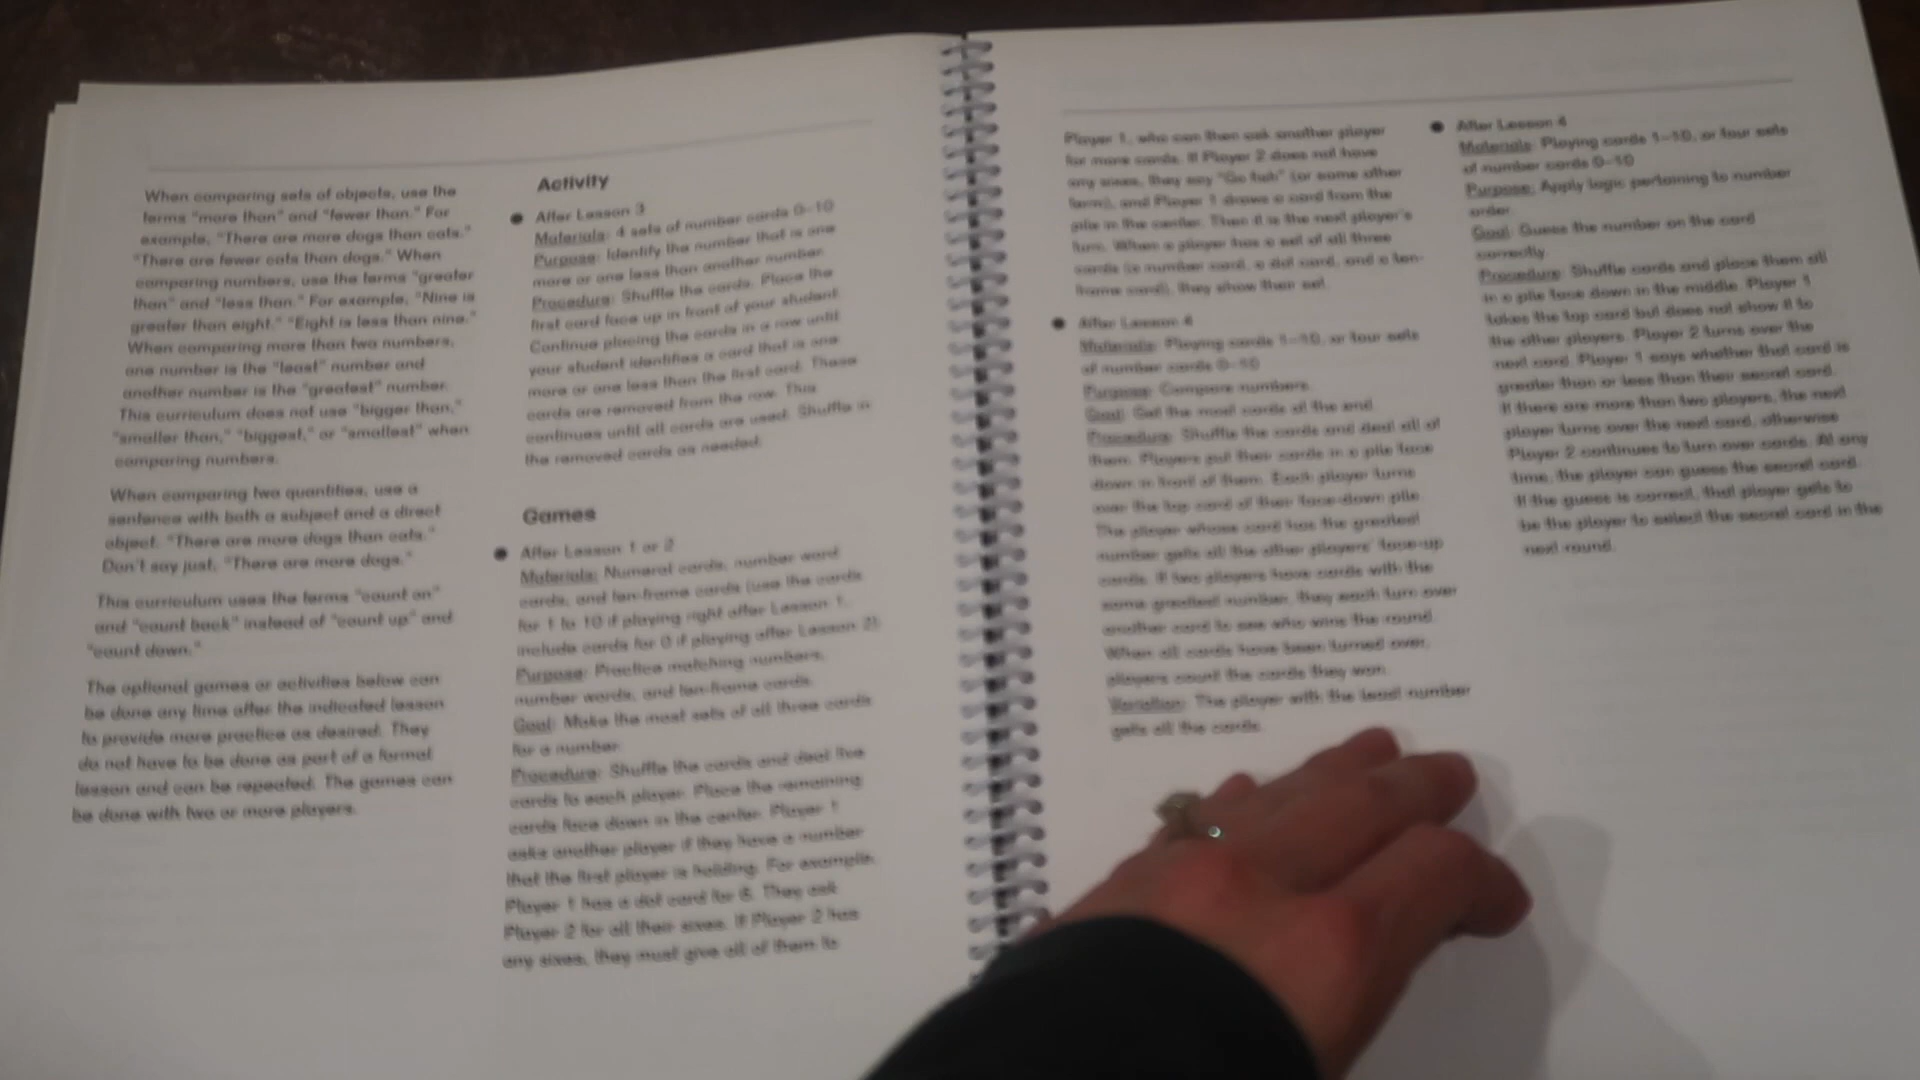 When comparing sets of objects, use the
terms "more than" and "fewer than." For
example, "There are more dogs than cats."
"There are fewer cats than dogs." When
comparing numbers, use the terms "greater
than" and "less than." For example, "Nine is
greater than eight." "Eight is less than nine."
When comparing more than two numbers,
one number is the "least" number and
another number is the "greatest" number.
This curriculum does not use "bigger than,"
"smaller than," "biggest," or "smallest" when
comparing numbers.
When comparing two quantities, use a
sentence with both a subject and a direct
object. "There are more dogs than cats."
Don't say just, "There are more dogs."
This curriculum uses the terms "count on"
and "count back" instead of "count up" and
"count down."
The optional games or activities below can
be done any time after the indicated lesson
to provide more practice as desired. They
do not have to be done as part of a formal
lesson and can be repeated. The games can
be done with two or more players.
Activity
● After Lesson 3
Materials: 4 sets of number cards 0–10
Purpose: Identify the number that is one
more or one less than another number.
Procedure: Shuffle the cards. Place the
first card face up in front of your student.
Continue placing the cards in a row until
your student identifies a card that is one
more or one less than the first card. These
cards are removed from the row. This
continues until all cards are used. Shuffle in
the removed cards as needed.
Games
● After Lesson 1 or 2
Materials: Numeral cards, number word
cards, and ten-frame cards (use the cards
for 1 to 10 if playing right after Lesson 1,
include cards for 0 if playing after Lesson 2).
Purpose: Practice matching numbers,
number words, and ten-frame cards.
Goal: Make the most sets of all three cards
for a number.
Procedure: Shuffle the cards and deal five
cards to each player. Place the remaining
cards face down in the center. Player 1
asks another player if they have a number
that the first player is holding. For example,
Player 1 has a dot card for 6. They ask
Player 2 for all their sixes. If Player 2 has
any sixes, they must give all of them to
Player 1, who can then ask another player
for more cards. If Player 2 does not have
any sixes, they say "Go fish" (or some other
term), and Player 1 draws a card from the
pile in the center. Then it is the next player's
turn. When a player has a set of all three
cards (a number card, a dot card, and a ten-
frame card), they show their set.
● After Lesson 4
Materials: Playing cards 1–10, or four sets
of number cards 0–10
Purpose: Compare numbers.
Goal: Get the most cards at the end.
Procedure: Shuffle the cards and deal all of
them. Players put their cards in a pile face
down in front of them. Each player turns
over the top card of their face-down pile.
The player whose card has the greatest
number gets all the other players' face-up
cards. If two players have cards with the
same greatest number, they each turn over
another card to see who wins the round.
When all cards have been turned over,
players count the cards they won.
Variation: The player with the least number
gets all the cards.
● After Lesson 4
Materials: Playing cards 1–10, or four sets
of number cards 0–10
Purpose: Apply logic pertaining to number
order.
Goal: Guess the number on the card
correctly.
Procedure: Shuffle cards and place them all
in a pile face down in the middle. Player 1
takes the top card but does not show it to
the other players. Player 2 turns over the
next card. Player 1 says whether that card is
greater than or less than their secret card.
If there are more than two players, the next
player turns over the next card, otherwise
Player 2 continues to turn over cards. At any
time, the player can guess the secret card.
If the guess is correct, that player gets to
be the player to select the secret card in the
next round.